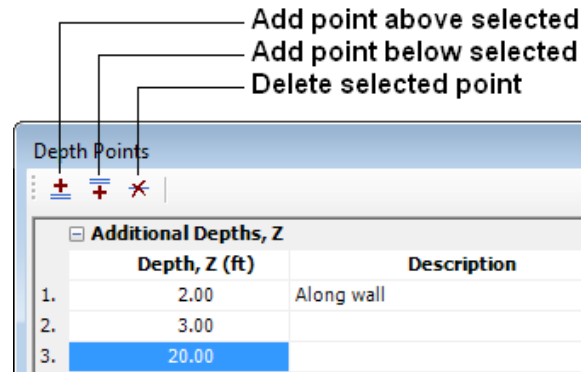 Add point above selected
Add point below selected
Delete selected point
Depth Points
Additional Depths, Z
Depth, Z (ft) Description
1. 2.00 Along wall
2. 3.00
3. 20.00